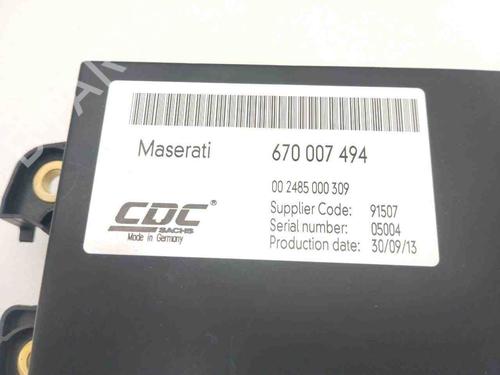 Maserati 670 007 494
00 2485 000 309
CDC®
SACHS
Made in Germany
Supplier Code: 91507
Serial number: 05004
Production date: 30/09/13